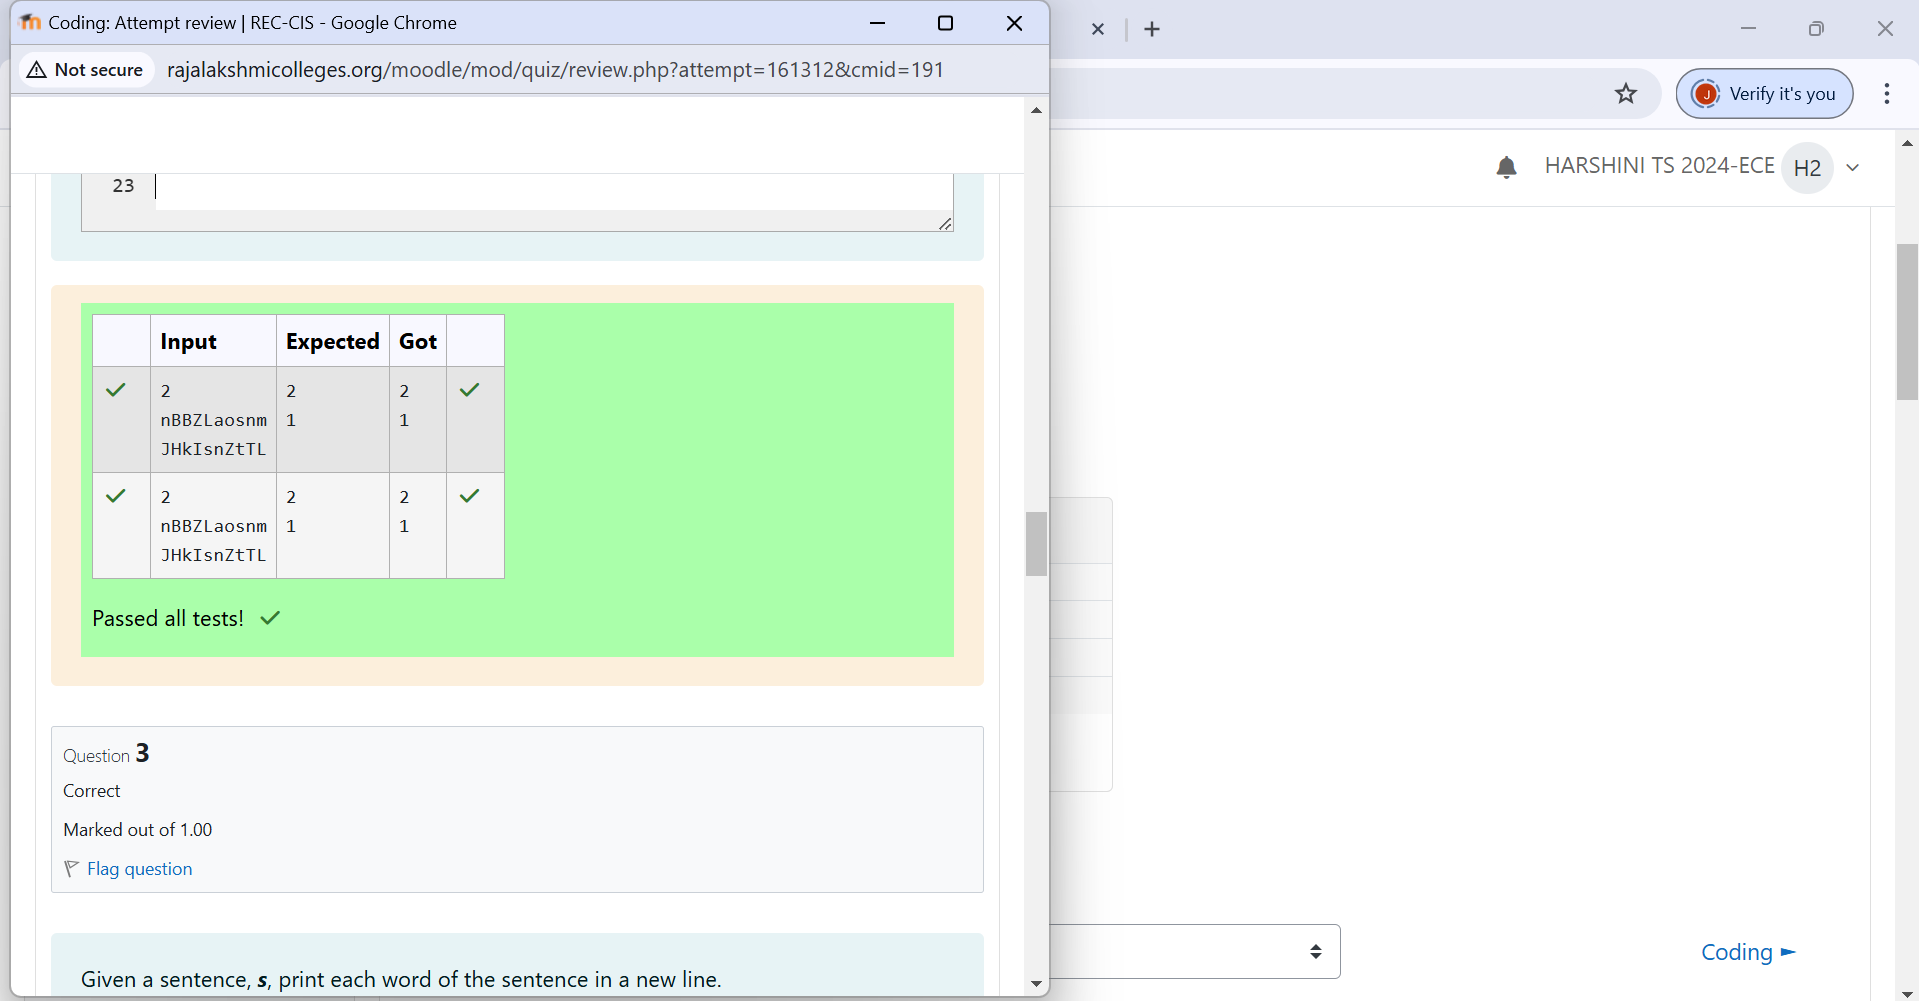 Coding: Attempt review | REC-CIS - Google Chrome
Not secure rajalakshmicolleges.org/moodle/mod/quiz/review.php?attempt=161312&cmid=191
J Verify it's you
HARSHINI TS 2024-ECE H2
23
Input Expected Got
2 2 2
nBBZLaosnm 1 1
JHkIsnZtTL
2 2 2
nBBZLaosnm 1 1
JHkIsnZtTL
Passed all tests!
Question 3
Correct
Marked out of 1.00
Flag question
Given a sentence, s, print each word of the sentence in a new line.
Coding ►